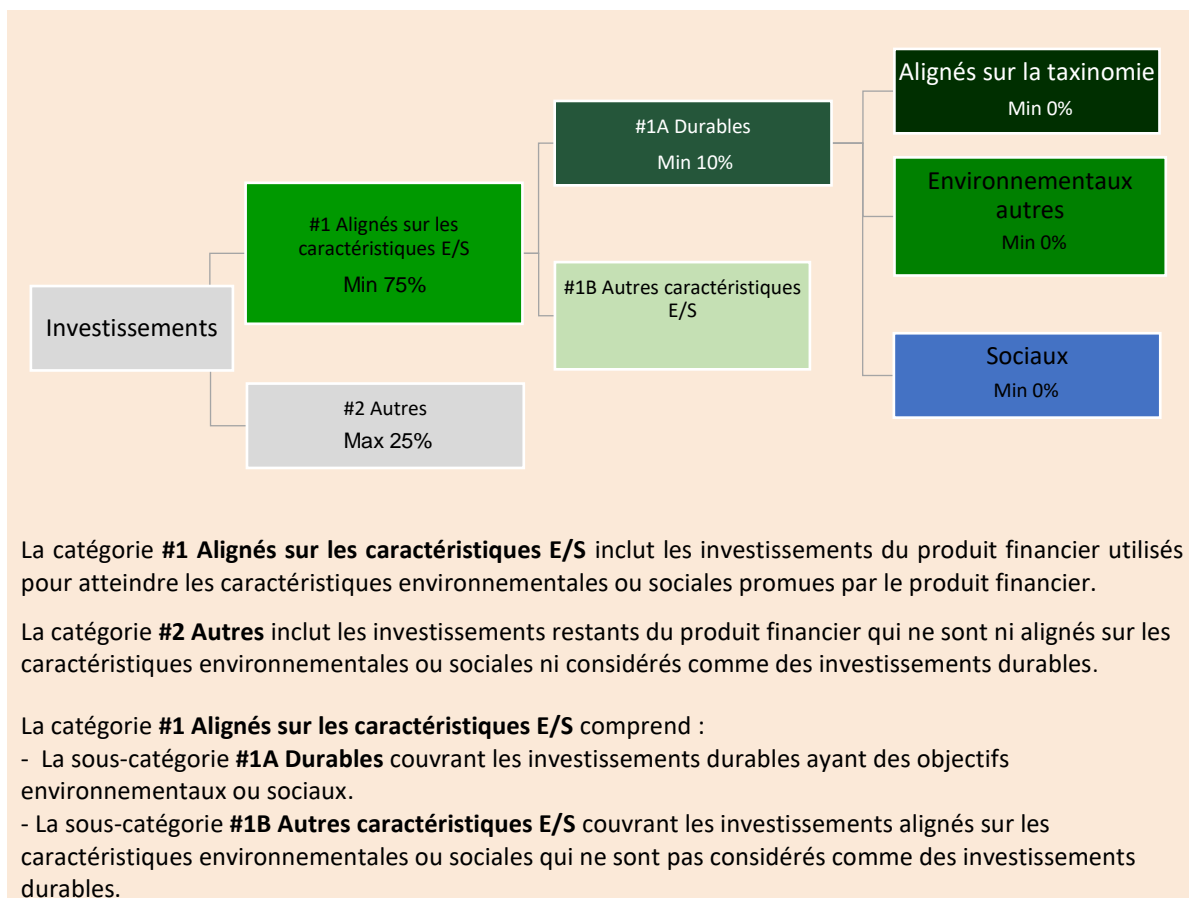 Investissements
#1 Alignés sur les
caractéristiques E/S
Min 75%
#2 Autres
Max 25%
#1A Durables
Min 10%
#1B Autres caractéristiques
E/S
Alignés sur la taxinomie
Min 0%
Environnementaux
autres
Min 0%
Sociaux
Min 0%
La catégorie #1 Alignés sur les caractéristiques E/S inclut les investissements du produit financier utilisés
pour atteindre les caractéristiques environnementales ou sociales promues par le produit financier.
La catégorie #2 Autres inclut les investissements restants du produit financier qui ne sont ni alignés sur les
caractéristiques environnementales ou sociales ni considérés comme des investissements durables.
La catégorie #1 Alignés sur les caractéristiques E/S comprend :
- La sous-catégorie #1A Durables couvrant les investissements durables ayant des objectifs
environnementaux ou sociaux.
- La sous-catégorie #1B Autres caractéristiques E/S couvrant les investissements alignés sur les
caractéristiques environnementales ou sociales qui ne sont pas considérés comme des investissements
durables.